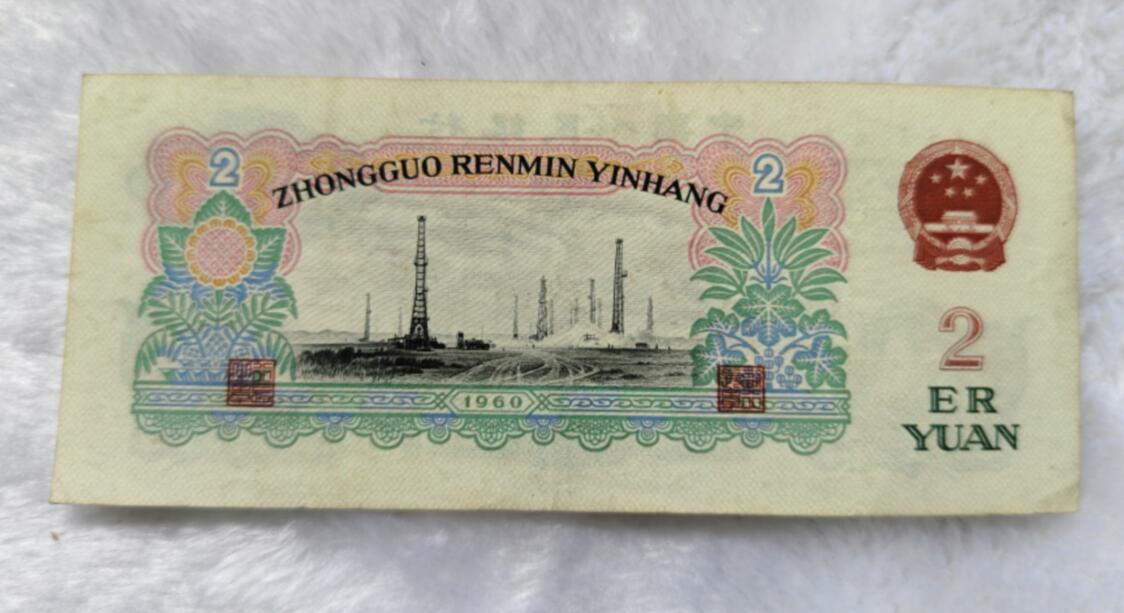 2 2
ZHONGGUO RENMIN YINHANG
1960
2
ER
YUAN